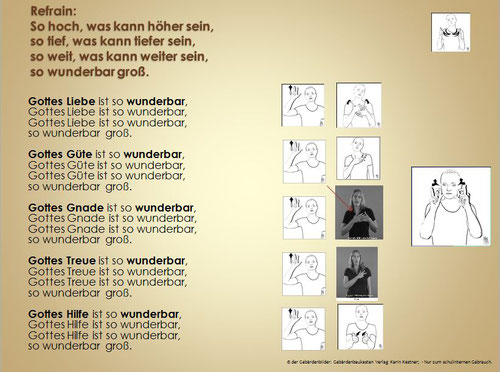 Refrain:
So hoch, was kann höher sein,
so tief, was kann tiefer sein,
so weit, was kann weiter sein,
so wunderbar groß.
Gottes Liebe ist so wunderbar,
Gottes Liebe ist so wunderbar,
Gottes Liebe ist so wunderbar,
so wunderbar groß.
Gottes Güte ist so wunderbar,
Gottes Güte ist so wunderbar,
Gottes Güte ist so wunderbar,
so wunderbar groß.
Gottes Gnade ist so wunderbar,
Gottes Gnade ist so wunderbar,
Gottes Gnade ist so wunderbar,
so wunderbar groß.
Gottes Treue ist so wunderbar,
Gottes Treue ist so wunderbar,
Gottes Treue ist so wunderbar,
so wunderbar groß.
Gottes Hilfe ist so wunderbar,
Gottes Hilfe ist so wunderbar,
Gottes Hilfe ist so wunderbar,
so wunderbar groß.
© der Gebärdenbilder: Gebärdenbaukasten Verlag Karin Kestner; - Nur zum schulinternen Gebrauch.